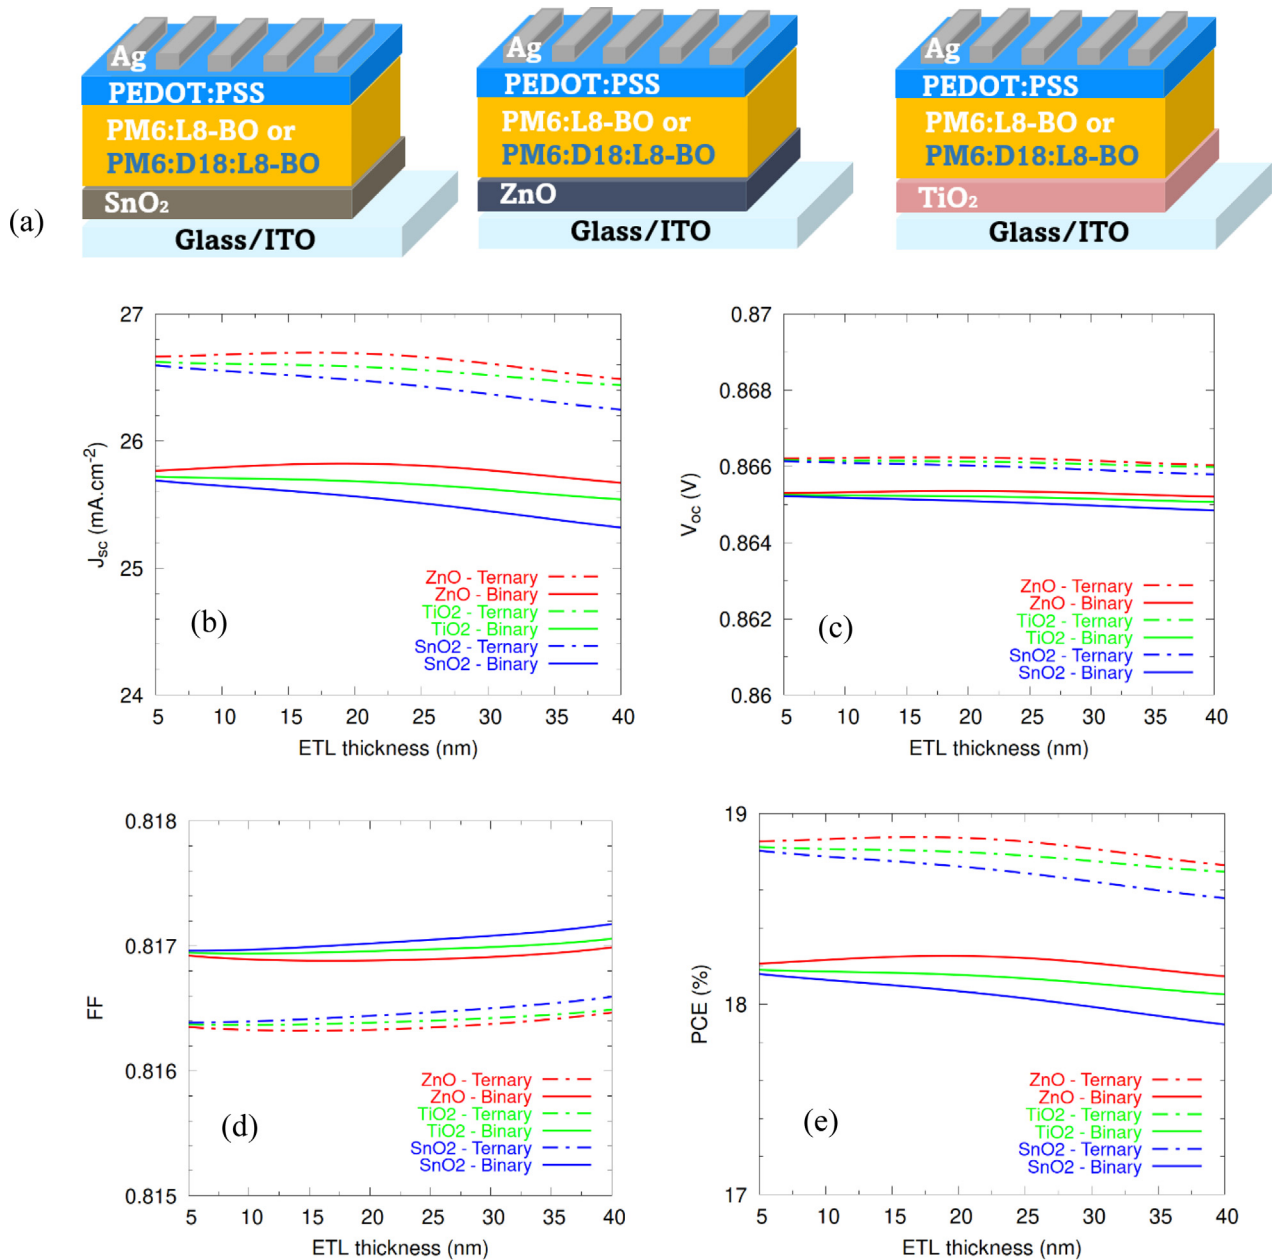 Ag
PEDOT:PSS
PM6:L8-BO or
PM6:D18:L8-BO
SnO₂
Glass/ITO
Ag
PEDOT:PSS
PM6:L8-BO or
PM6:D18:L8-BO
ZnO
Glass/ITO
Ag
PEDOT:PSS
PM6:L8-BO or
PM6:D18:L8-BO
TiO₂
Glass/ITO
(a)
27
26
25
24
J_sc (mA.cm⁻²)
ZnO - Ternary
ZnO - Binary
TiO2 - Ternary
TiO2 - Binary
SnO2 - Ternary
SnO2 - Binary
(b)
5 10 15 20 25 30 35 40
ETL thickness (nm)
0.87
0.868
0.866
0.864
0.862
0.86
V_oc (V)
ZnO - Ternary
ZnO - Binary
TiO2 - Ternary
TiO2 - Binary
SnO2 - Ternary
SnO2 - Binary
(c)
5 10 15 20 25 30 35 40
ETL thickness (nm)
0.818
0.817
0.816
0.815
FF
ZnO - Ternary
ZnO - Binary
TiO2 - Ternary
TiO2 - Binary
SnO2 - Ternary
SnO2 - Binary
(d)
5 10 15 20 25 30 35 40
ETL thickness (nm)
19
18
17
PCE (%)
ZnO - Ternary
ZnO - Binary
TiO2 - Ternary
TiO2 - Binary
SnO2 - Ternary
SnO2 - Binary
(e)
5 10 15 20 25 30 35 40
ETL thickness (nm)